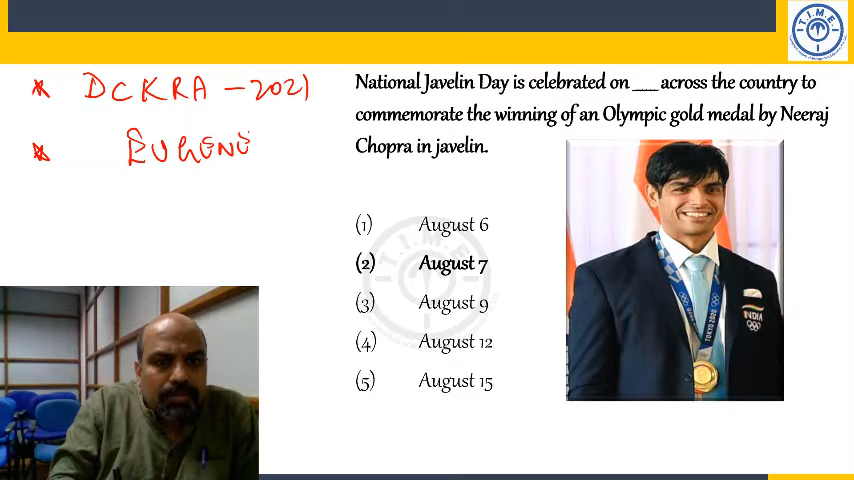 T.I.M.E.
* DCKRA - 2021
* EUGENE
National Javelin Day is celebrated on ____ across the country to
commemorate the winning of an Olympic gold medal by Neeraj
Chopra in javelin.
(1) August 6
(2) August 7
(3) August 9
(4) August 12
(5) August 15
T.I.M.E.
INDIA
TOKYO 2020